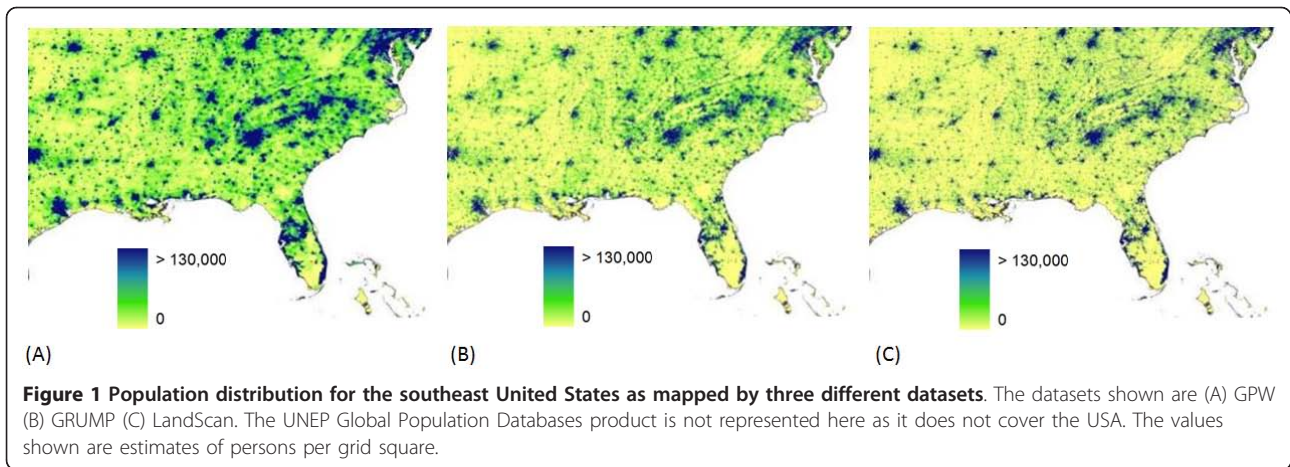 > 130,000
0
> 130,000
0
> 130,000
0
(A)
(B)
(C)
Figure 1 Population distribution for the southeast United States as mapped by three different datasets. The datasets shown are (A) GPW
(B) GRUMP (C) LandScan. The UNEP Global Population Databases product is not represented here as it does not cover the USA. The values
shown are estimates of persons per grid square.